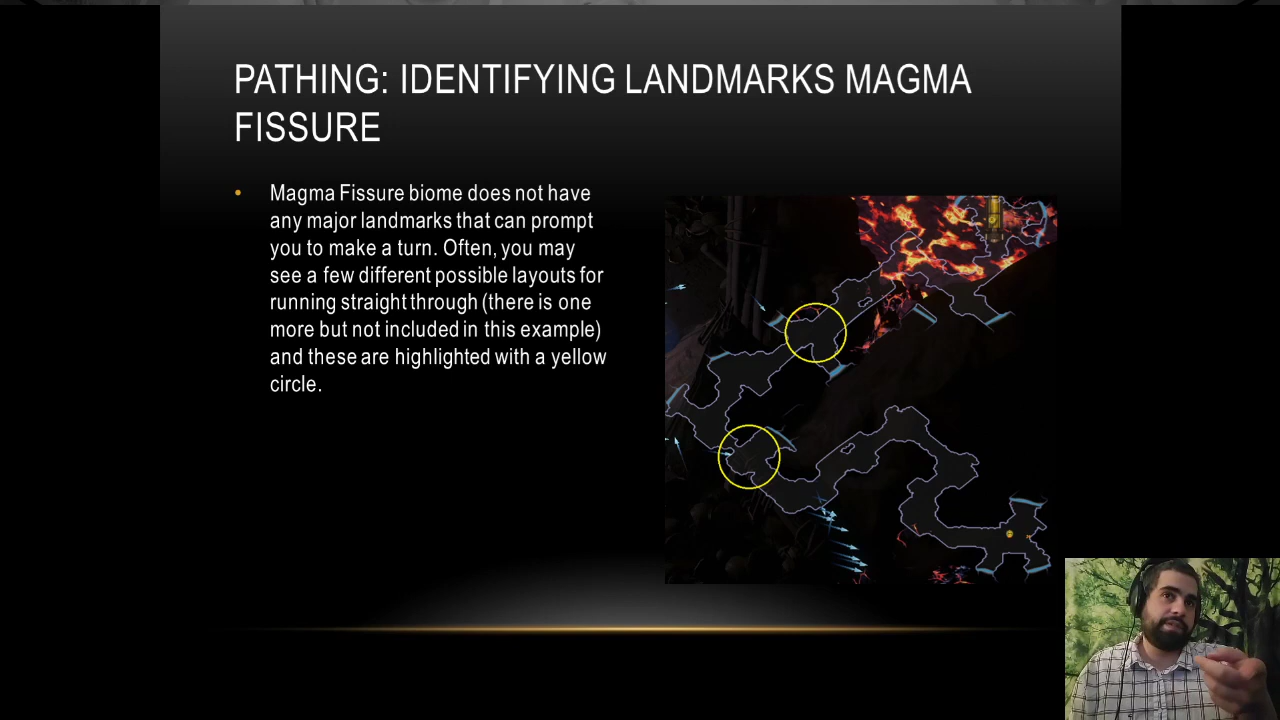 PATHING: IDENTIFYING LANDMARKS MAGMA
FISSURE
• Magma Fissure biome does not have
any major landmarks that can prompt
you to make a turn. Often, you may
see a few different possible layouts for
running straight through (there is one
more but not included in this example)
and these are highlighted with a yellow
circle.